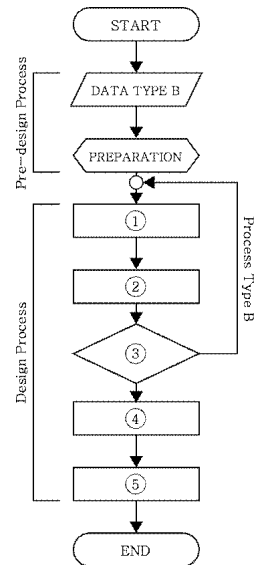 START
Pre-design Process
DATA TYPE B
PREPARATION
Design Process
Process Type B
①
②
③
④
⑤
END